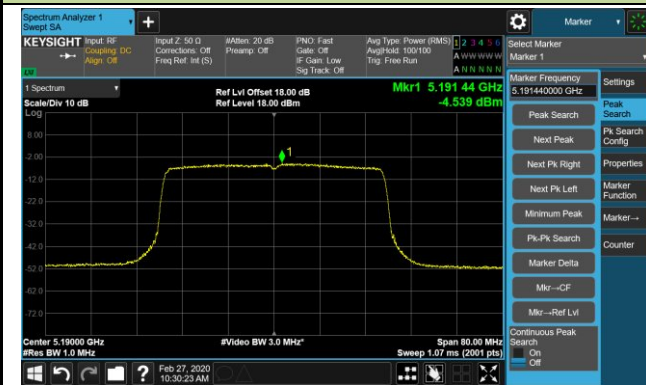 Spectrum Analyzer 1
Swept SA
+
Marker
KEYSIGHT
Input: RF
Coupling: DC
Align: Off
Input Z: 50 Ω
Corrections: Off
Freq Ref: Int (S)
#Atten: 20 dB
Preamp: Off
PNO: Fast
Gate: Off
IF Gain: Low
Sig Track: Off
Avg Type: Power (RMS)
Avg|Hold: 100/100
Trig: Free Run
1 2 3 4 5 6
A W W W W W
A N N N N N
Select Marker
Marker 1
1 Spectrum
Scale/Div 10 dB
Ref Lvl Offset 18.00 dB
Ref Level 18.00 dBm
Mkr1 5.191 44 GHz
-4.539 dBm
Log
8.00
-2.00
-12.0
-22.0
-32.0
-42.0
-52.0
-62.0
-72.0
1
Center 5.19000 GHz
#Res BW 1.0 MHz
#Video BW 3.0 MHz*
Span 80.00 MHz
Sweep 1.07 ms (2001 pts)
Marker Frequency
5.191440000 GHz
Peak Search
Next Peak
Next Pk Right
Next Pk Left
Minimum Peak
Pk-Pk Search
Marker Delta
Mkr→CF
Mkr→Ref Lvl
Continuous Peak
Search
On
Off
Settings
Peak
Search
Pk Search
Config
Properties
Marker
Function
Marker→
Counter
?
Feb 27, 2020
10:30:23 AM